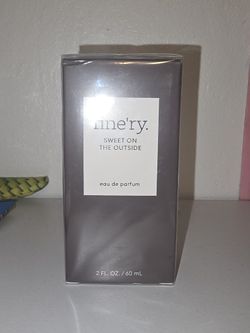 fine'ry.
SWEET ON
THE OUTSIDE
eau de parfum
2 FL. OZ. / 60 mL